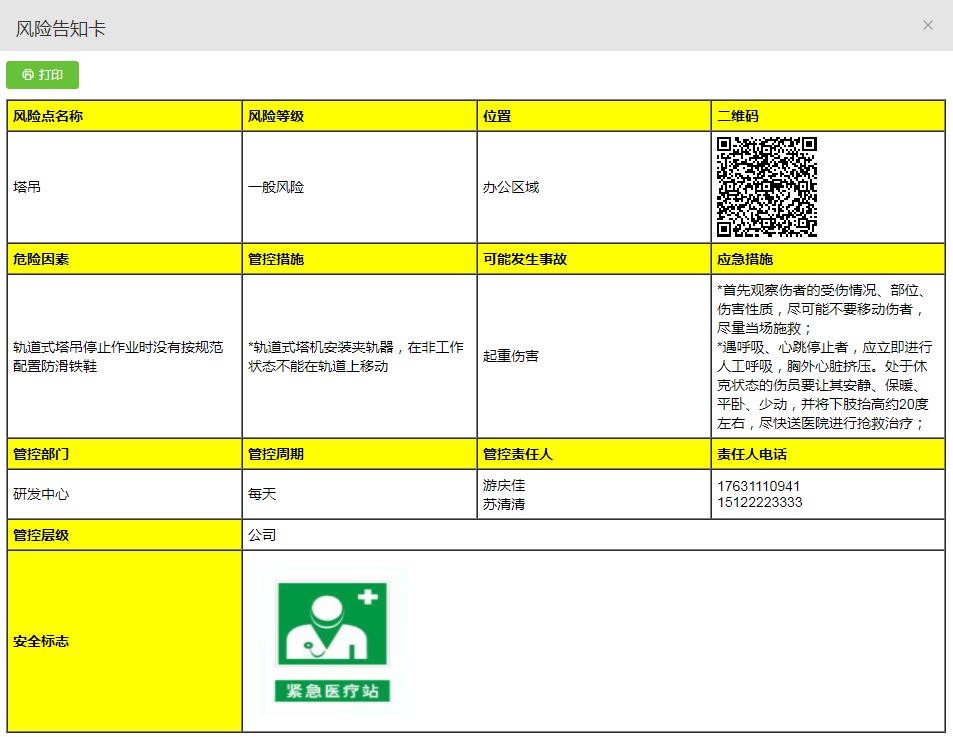 风险告知卡
打印
风险点名称 风险等级 位置 二维码
塔吊 一般风险 办公区域
危险因素 管控措施 可能发生事故 应急措施
轨道式塔吊停止作业时没有按规范
配置防滑铁鞋
*轨道式塔机安装夹轨器，在非工作
状态不能在轨道上移动
起重伤害
*首先观察伤者的受伤情况、部位、
伤害性质，尽可能不要移动伤者，
尽量当场施救；
*遇呼吸、心跳停止者，应立即进行
人工呼吸，胸外心脏挤压。处于休
克状态的伤员要让其安静、保暖、
平卧、少动，并将下肢抬高约20度
左右，尽快送医院进行抢救治疗；
管控部门 管控周期 管控责任人 责任人电话
研发中心 每天
游庆佳
苏清清
17631110941
15122223333
管控层级 公司
安全标志
紧急医疗站